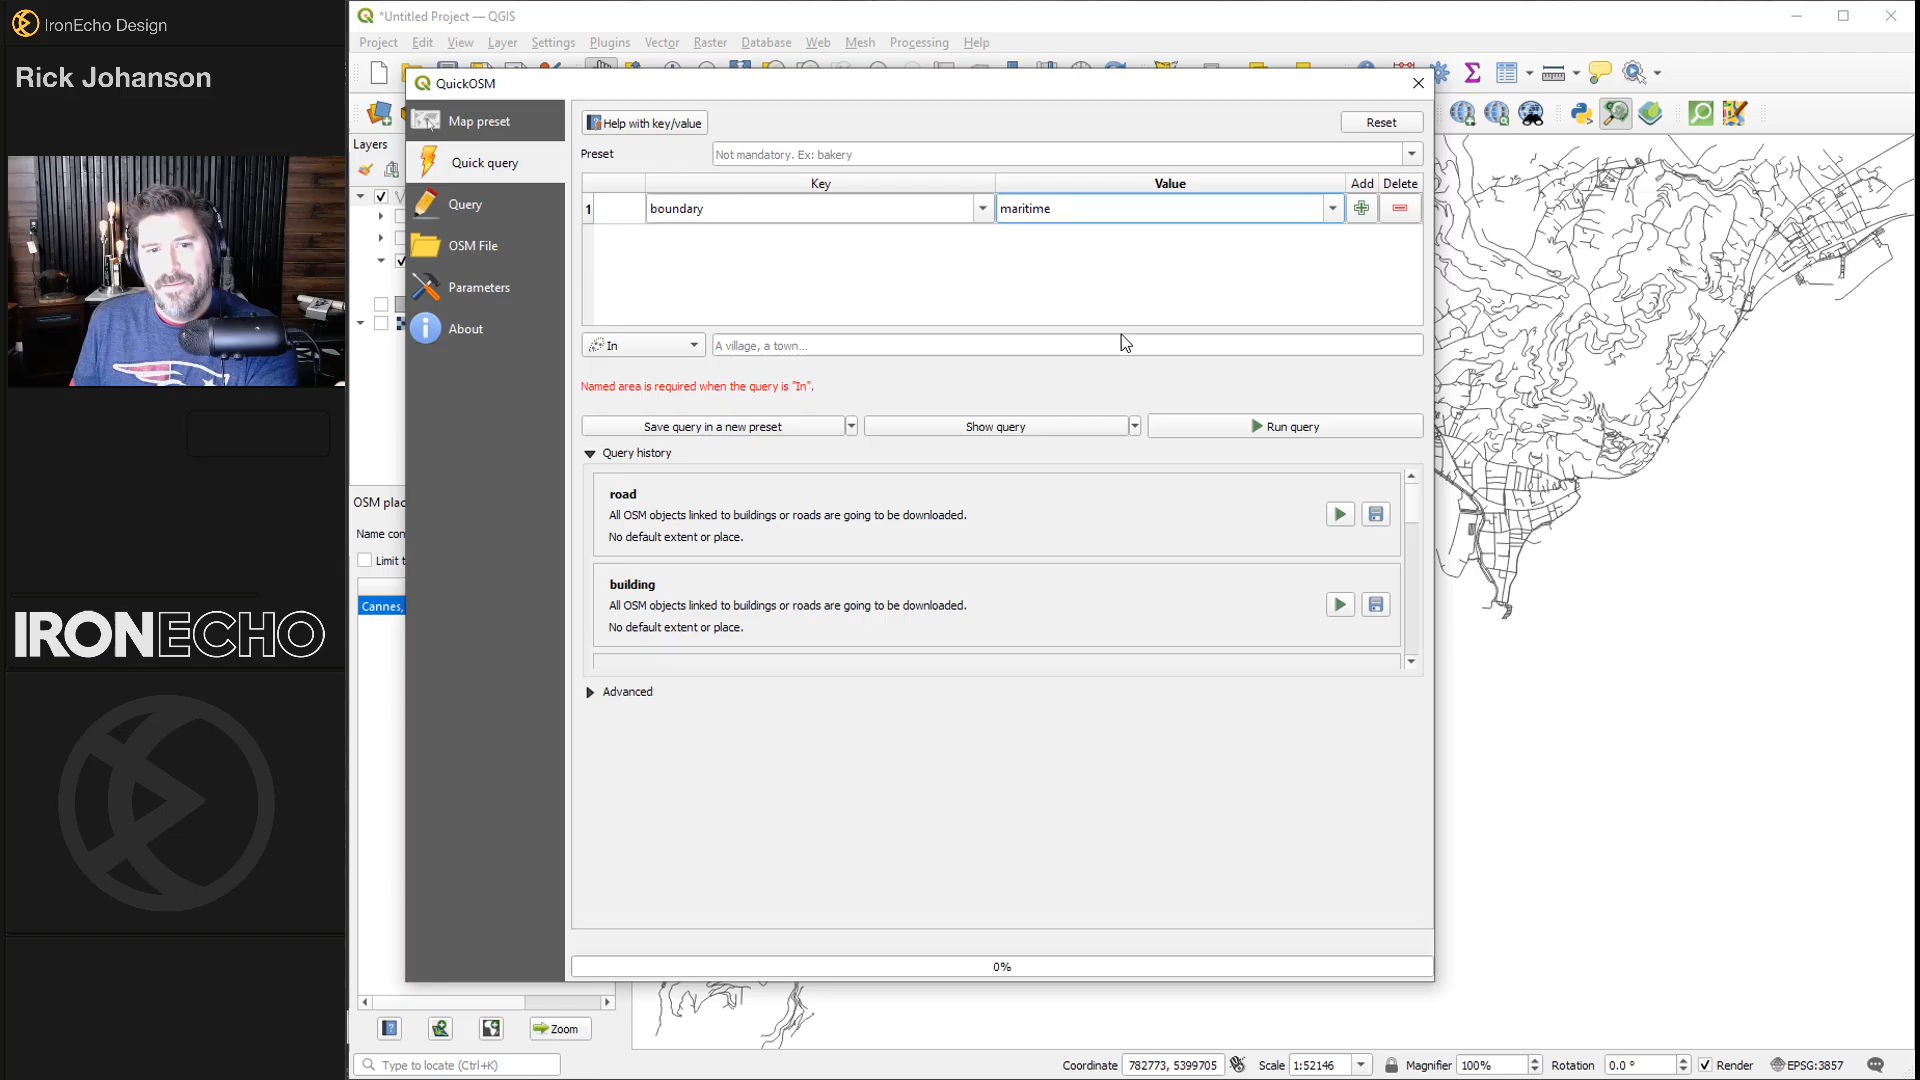 IronEcho Design
Rick Johanson
IRONECHO
*Untitled Project — QGIS
Project Edit View Layer Settings Plugins Vector Raster Database Web Mesh Processing Help
QuickOSM
Map preset
Quick query
Query
OSM File
Parameters
About
Help with key/value
Reset
Preset
Not mandatory. Ex: bakery
Key Value Add Delete
1 boundary maritime
In
A village, a town...
Named area is required when the query is "In".
Save query in a new preset
Show query
Run query
Query history
road
All OSM objects linked to buildings or roads are going to be downloaded.
No default extent or place.
building
All OSM objects linked to buildings or roads are going to be downloaded.
No default extent or place.
Advanced
0%
Layers
OSM plac
Name con
Limit t
Cannes,
Zoom
Type to locate (Ctrl+K)
Coordinate 782773, 5399705 Scale 1:52146 Magnifier 100% Rotation 0.0 ° Render EPSG:3857